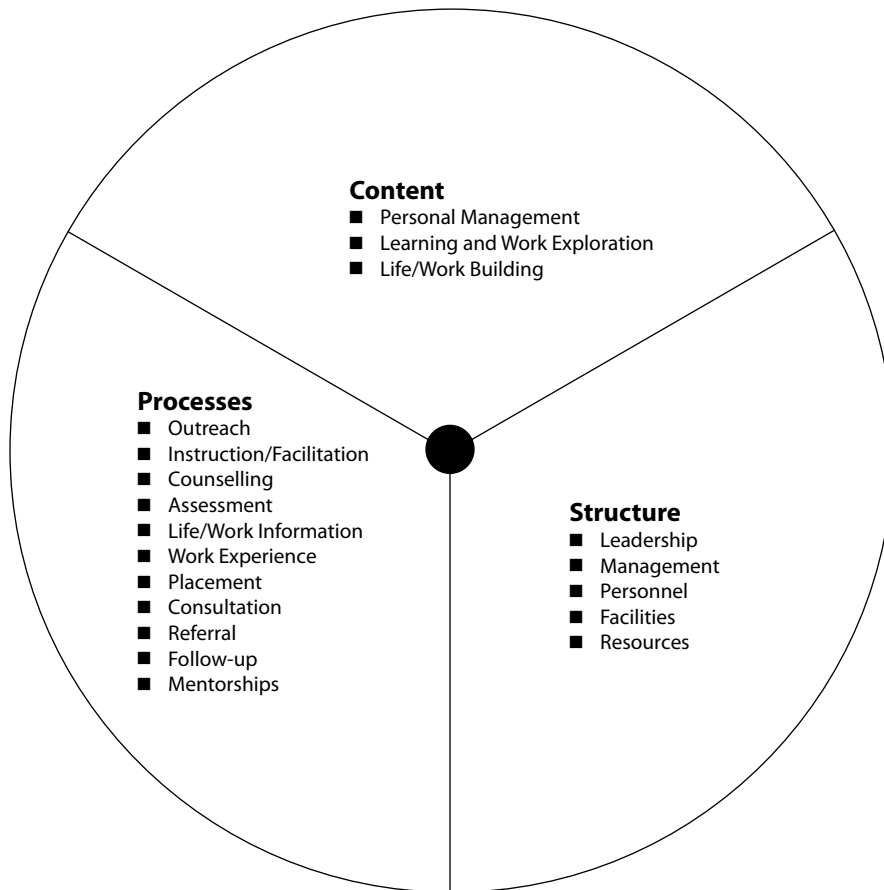 Content
■ Personal Management
■ Learning and Work Exploration
■ Life/Work Building
Processes
■ Outreach
■ Instruction/Facilitation
■ Counselling
■ Assessment
■ Life/Work Information
■ Work Experience
■ Placement
■ Consultation
■ Referral
■ Follow-up
■ Mentorships
Structure
■ Leadership
■ Management
■ Personnel
■ Facilities
■ Resources